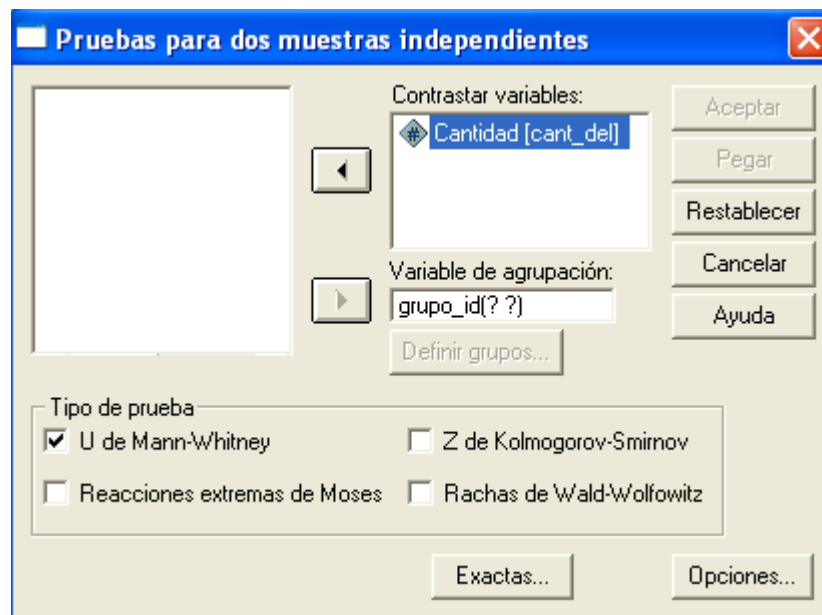 Pruebas para dos muestras independientes
Contrastar variables:
# Cantidad [cant_del]
Aceptar
Pegar
Restablecer
Cancelar
Ayuda
Variable de agrupación:
grupo_id(? ?)
Definir grupos...
Tipo de prueba
U de Mann-Whitney
Z de Kolmogorov-Smirnov
Reacciones extremas de Moses
Rachas de Wald-Wolfowitz
Exactas...
Opciones...